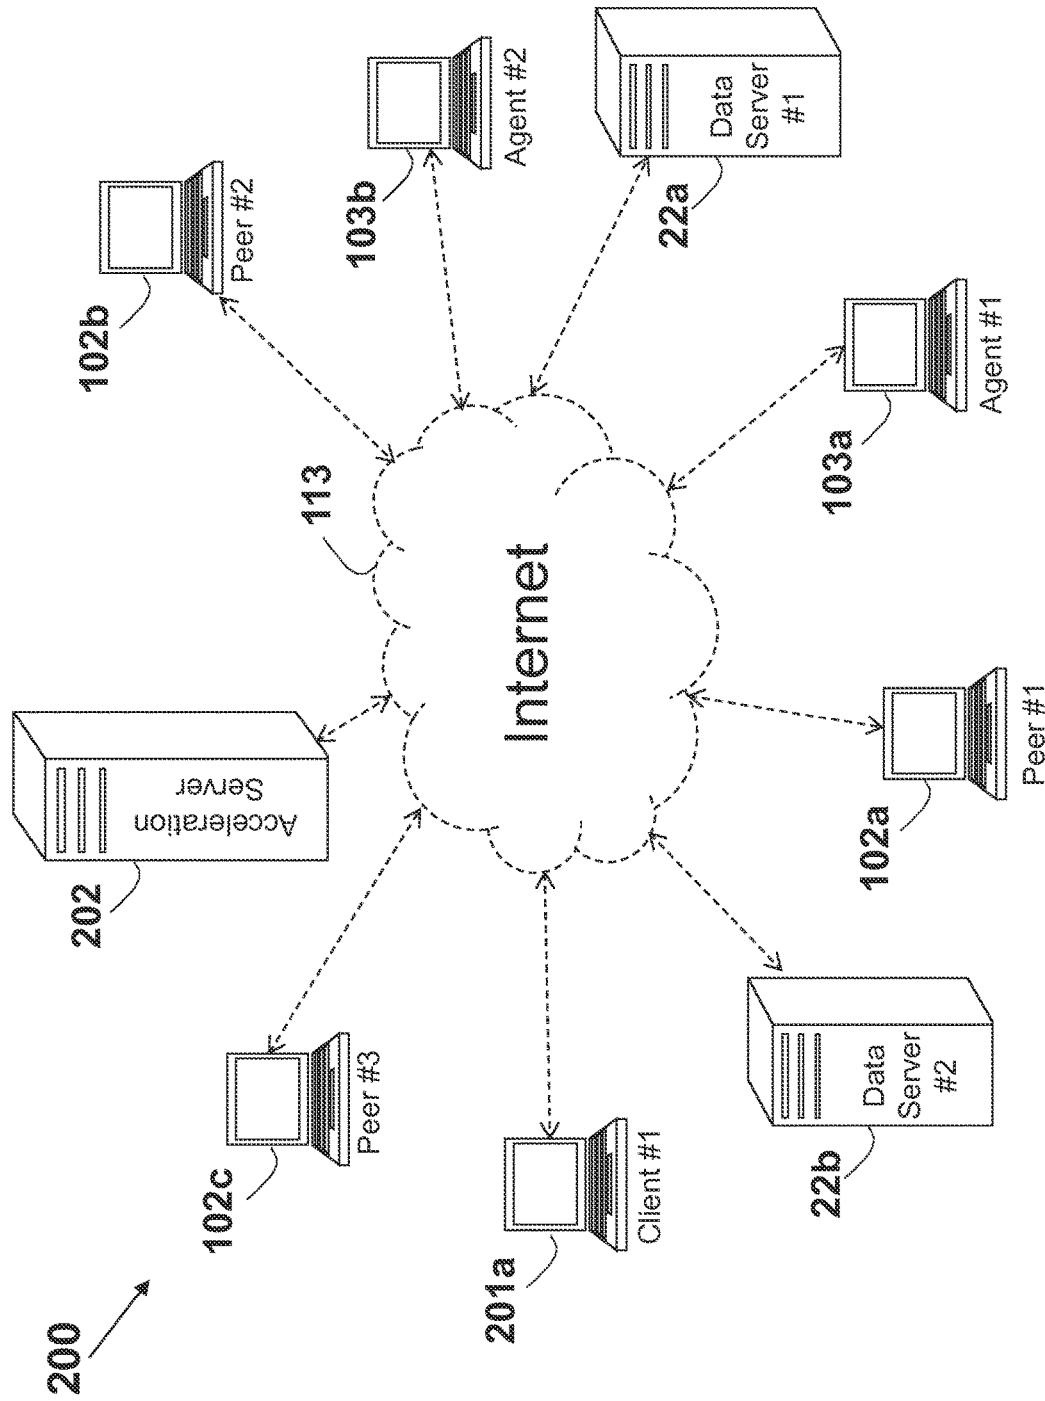 200
202
Acceleration
Server
102c
Peer #3
201a
Client #1
22b
Data
Server
#2
102a
Peer #1
103a
Agent #1
22a
Data
Server
#1
103b
Agent #2
102b
Peer #2
113
Internet